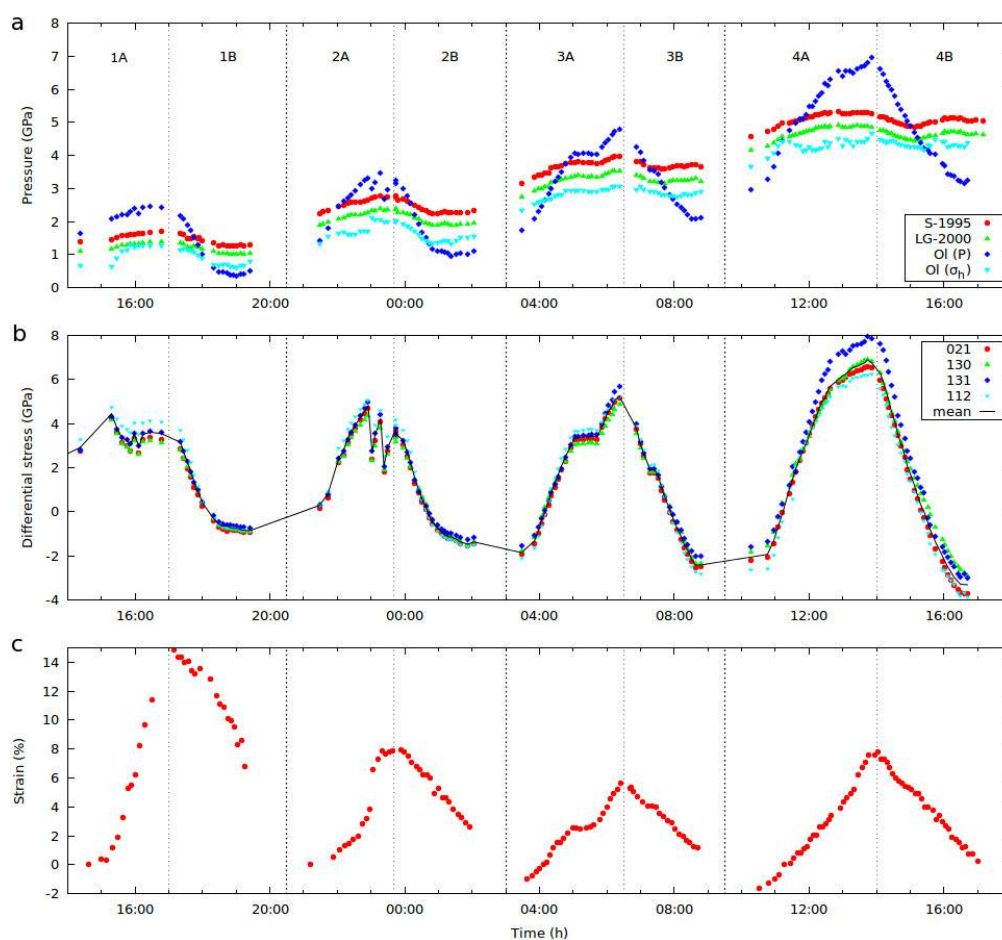 a
8
7
6
5
4
3
2
1
0
Pressure (GPa)
1A 1B 2A 2B 3A 3B 4A 4B
S-1995
LG-2000
Ol (P)
Ol (σh)
16:00 20:00 00:00 04:00 08:00 12:00 16:00
b
8
6
4
2
0
-2
-4
Differential stress (GPa)
021
130
131
112
mean
16:00 20:00 00:00 04:00 08:00 12:00 16:00
c
14
12
10
8
6
4
2
0
-2
Strain (%)
16:00 20:00 00:00 04:00 08:00 12:00 16:00
Time (h)